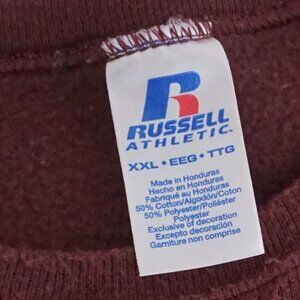 RUSSELL
ATHLETIC
XXL • EEG • TTG
Made in Honduras
Hecho en Honduras
Fabriqué au Honduras
50% Cotton/Algodón/Coton
50% Polyester/Poliéster
Polyester
Exclusive of decoration
Excepto decoración
Garniture non comprise